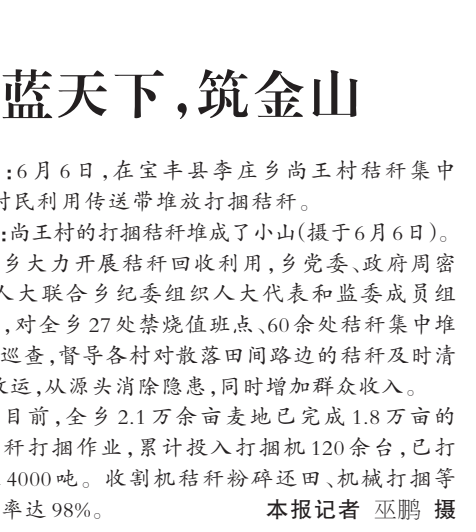 蓝天下,筑金山
:6月6日,在宝丰县李庄乡尚王村秸秆集中
村民利用传送带堆放打捆秸秆。
:尚王村的打捆秸秆堆成了小山(摄于6月6日)。
乡大力开展秸秆回收利用,乡党委、政府周密
人大联合乡纪委组织人大代表和监委成员组
,对全乡27处禁烧值班点、60余处秸秆集中堆
巡查,督导各村对散落田间路边的秸秆及时清
收运,从源头消除隐患,同时增加群众收入。
目前,全乡2.1万余亩麦地已完成1.8万亩的
秆打捆作业,累计投入打捆机120余台,已打
4000吨。收割机秸秆粉碎还田、机械打捆等
率达98%。 本报记者 巫鹏 摄